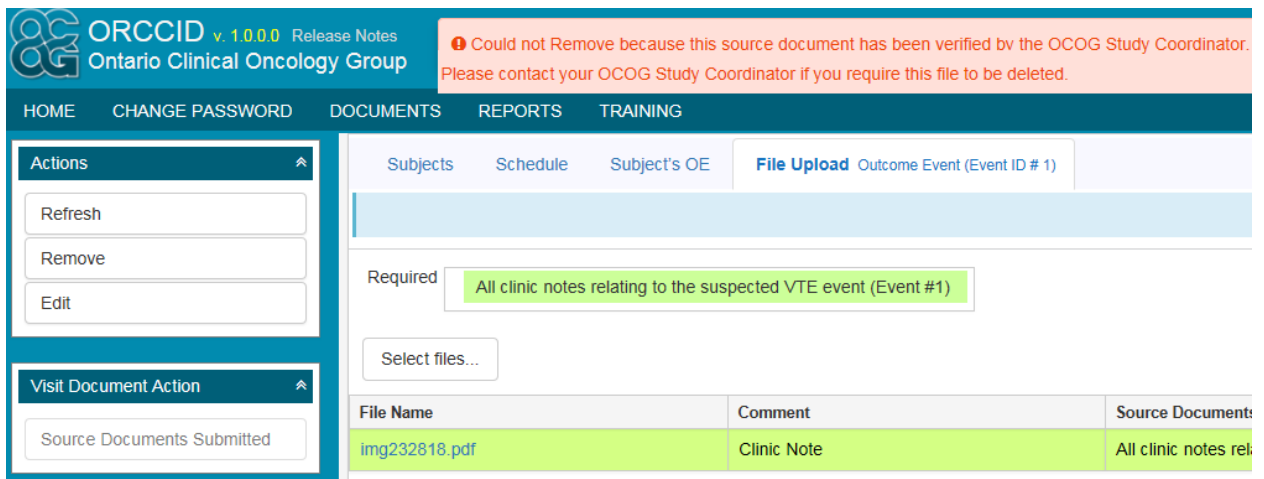 ORCCID v. 1.0.0.0 Release Notes
Ontario Clinical Oncology Group
Could not Remove because this source document has been verified by the OCOG Study Coordinator.
Please contact your OCOG Study Coordinator if you require this file to be deleted.
HOME CHANGE PASSWORD DOCUMENTS REPORTS TRAINING
Actions
Refresh
Remove
Edit
Visit Document Action
Source Documents Submitted
Subjects Schedule Subject's OE File Upload Outcome Event (Event ID # 1)
Required All clinic notes relating to the suspected VTE event (Event #1)
Select files...
File Name Comment Source Documents
img232818.pdf Clinic Note All clinic notes